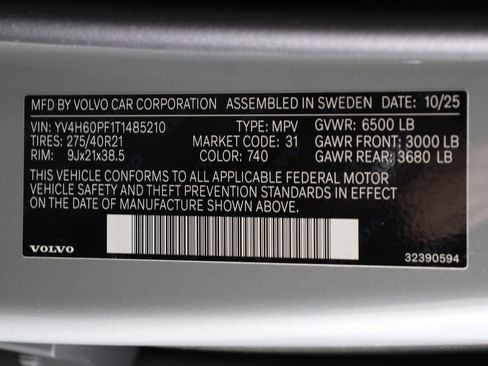 MFD BY VOLVO CAR CORPORATION ASSEMBLED IN SWEDEN DATE: 10/25
VIN: YV4H60PF1T1485210 TYPE: MPV GVWR: 6500 LB
TIRES: 275/40R21 MARKET CODE: 31 GAWR FRONT: 3000 LB
RIM: 9Jx21x38.5 COLOR: 740 GAWR REAR: 3680 LB
THIS VEHICLE CONFORMS TO ALL APPLICABLE FEDERAL MOTOR
VEHICLE SAFETY AND THEFT PREVENTION STANDARDS IN EFFECT
ON THE DATE OF MANUFACTURE SHOWN ABOVE.
VOLVO 32390594